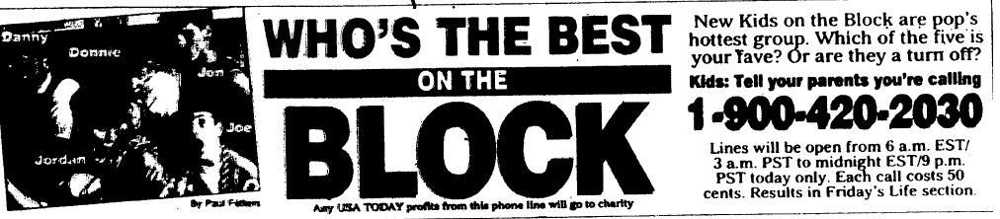 Danny
Donnie
Jon
Joe
Jordan
By Paul
WHO'S THE BEST
ON THE
BLOCK
Any USA TODAY profits from this phone line will go to charity
New Kids on the Block are pop's
hottest group. Which of the five is
your fave? Or are they a turn off?
Kids: Tell your parents you're calling
1-900-420-2030
Lines will be open from 6 a.m. EST/
3 a.m. PST to midnight EST/9 p.m.
PST today only. Each call costs 50
cents. Results in Friday's Life section.